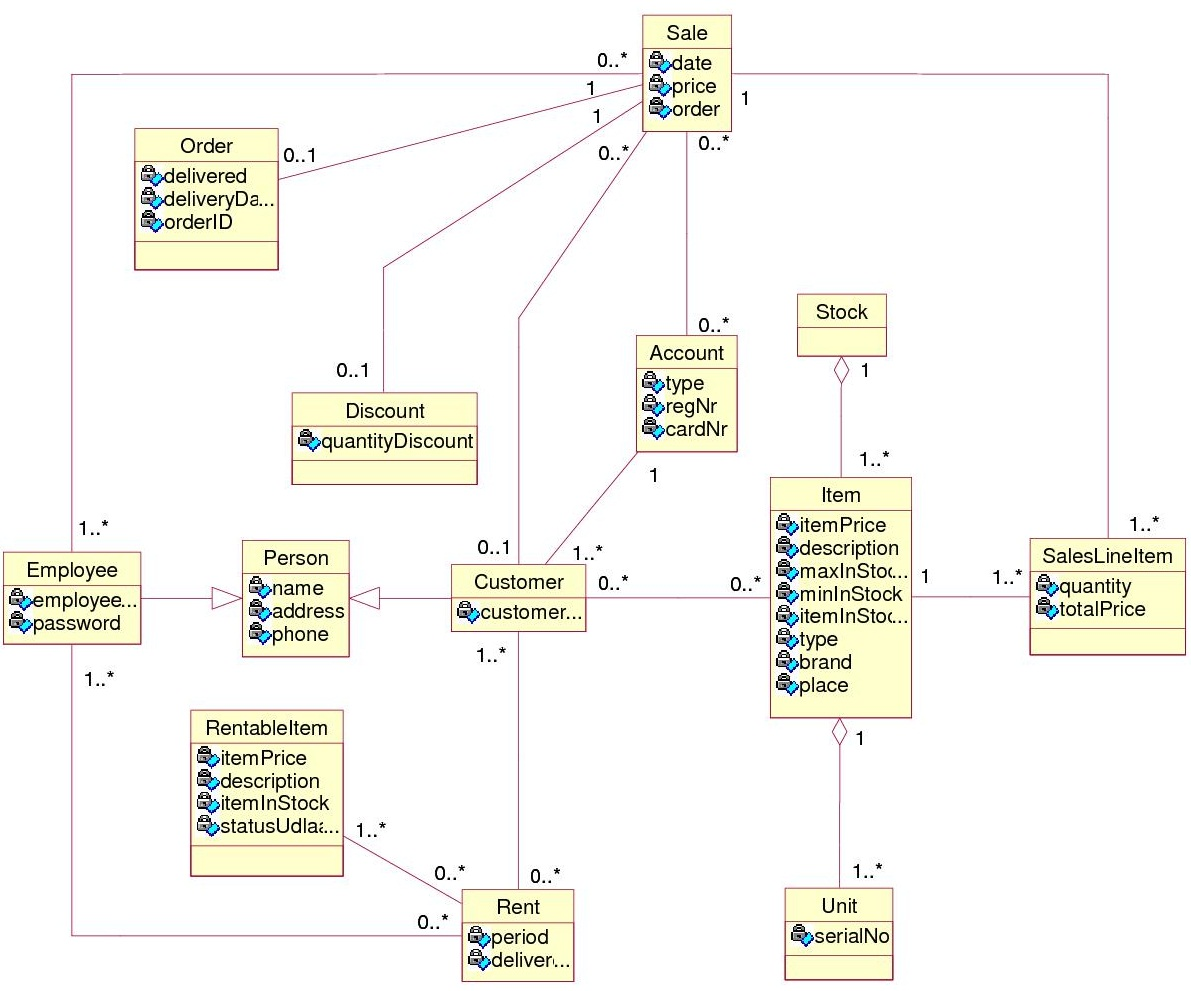 Sale
date
price
order
0..*
1
1
0..*
0..*
1
Order
delivered
deliveryDa...
orderID
0..1
Stock
1
0..*
Account
type
regNr
cardNr
1
0..1
Discount
quantityDiscount
1..*
Item
itemPrice
description
maxInStoc...
minInStock
itemInStoc...
type
brand
place
1..*
Employee
employee...
password
1..*
Person
name
address
phone
0..1
1..*
Customer
customer...
0..*
0..*
1..*
1
1..*
1..*
SalesLineItem
quantity
totalPrice
RentableItem
itemPrice
description
itemInStock
statusUdlaa...
1..*
1
0..*
0..*
0..*
Rent
period
deliver...
1..*
Unit
serialNo